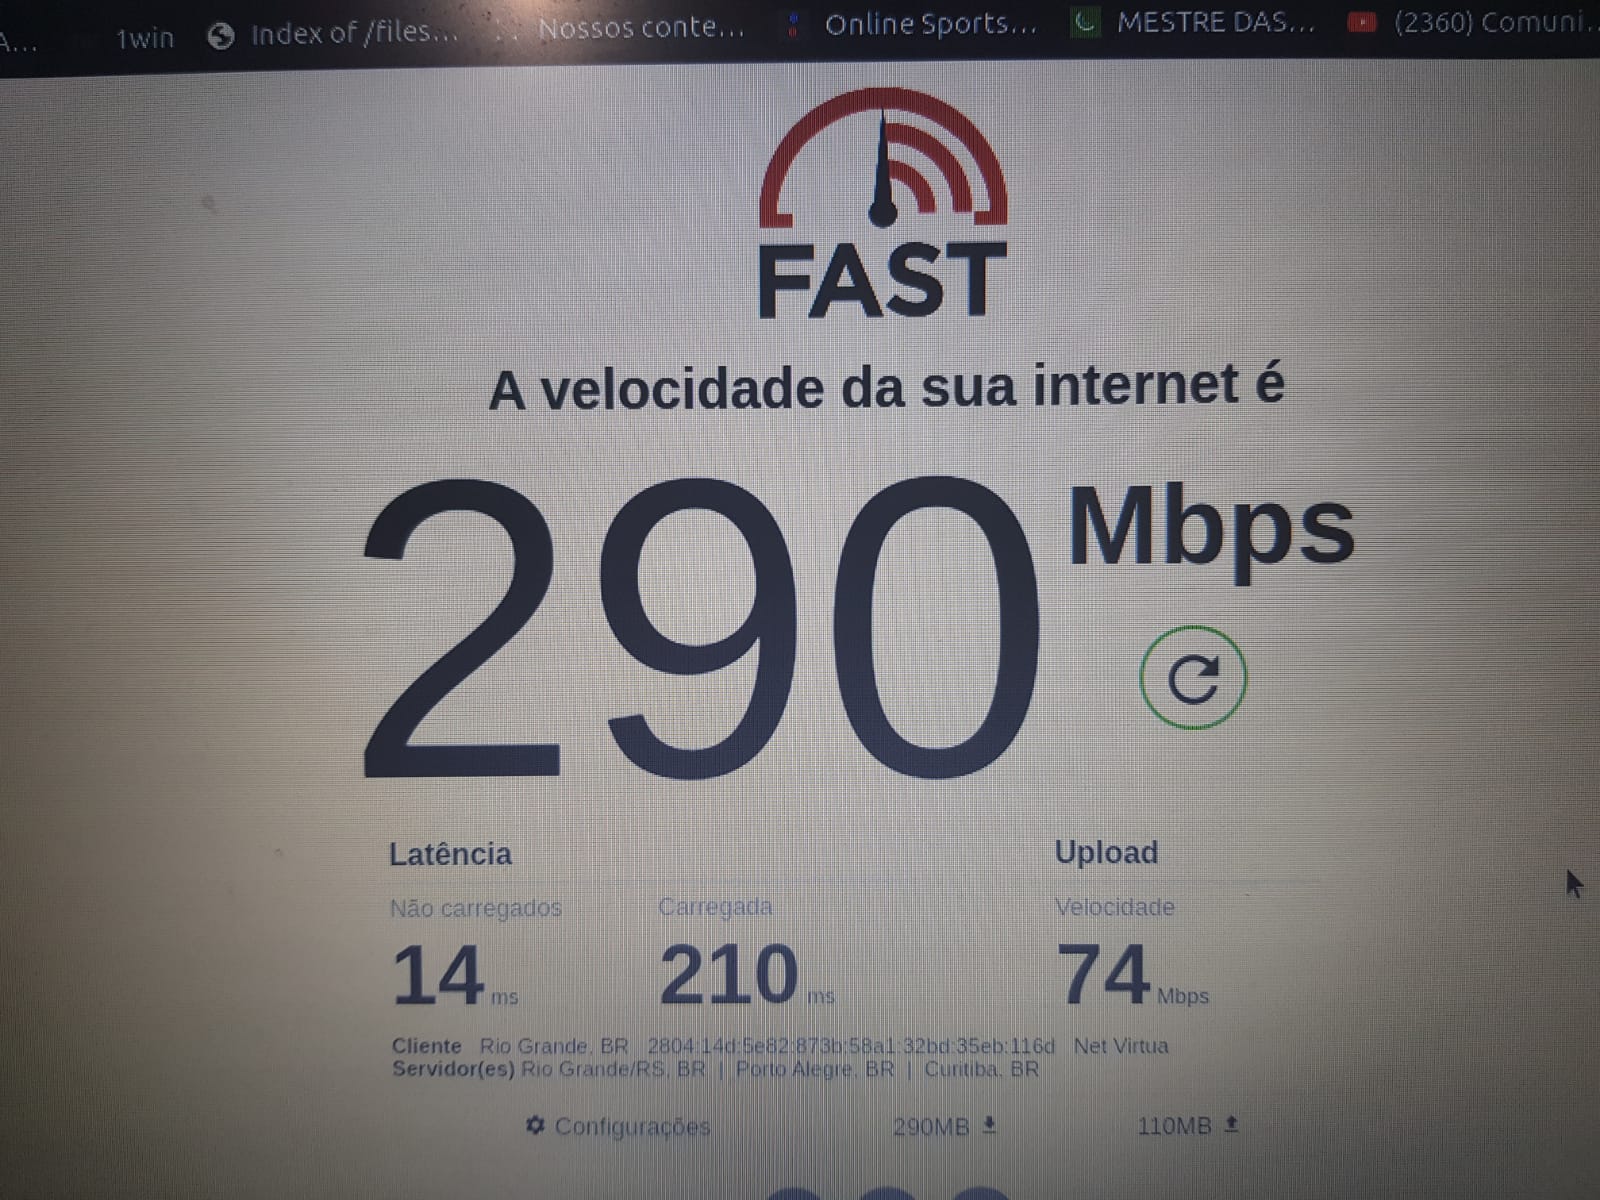 A... 1win Index of /files... Nossos conte... Online Sports... MESTRE DAS... (2360) Comuni...
FAST
A velocidade da sua internet é
290 Mbps
Latência Upload
Não carregados Carregada Velocidade
14 ms 210 ms 74 Mbps
Cliente Rio Grande, BR 2804:14d:5e82:873b:58a1:32bd:35eb:116d Net Virtua
Servidor(es) Rio Grande/RS, BR | Porto Alegre, BR | Curitiba, BR
Configurações 290MB 110MB